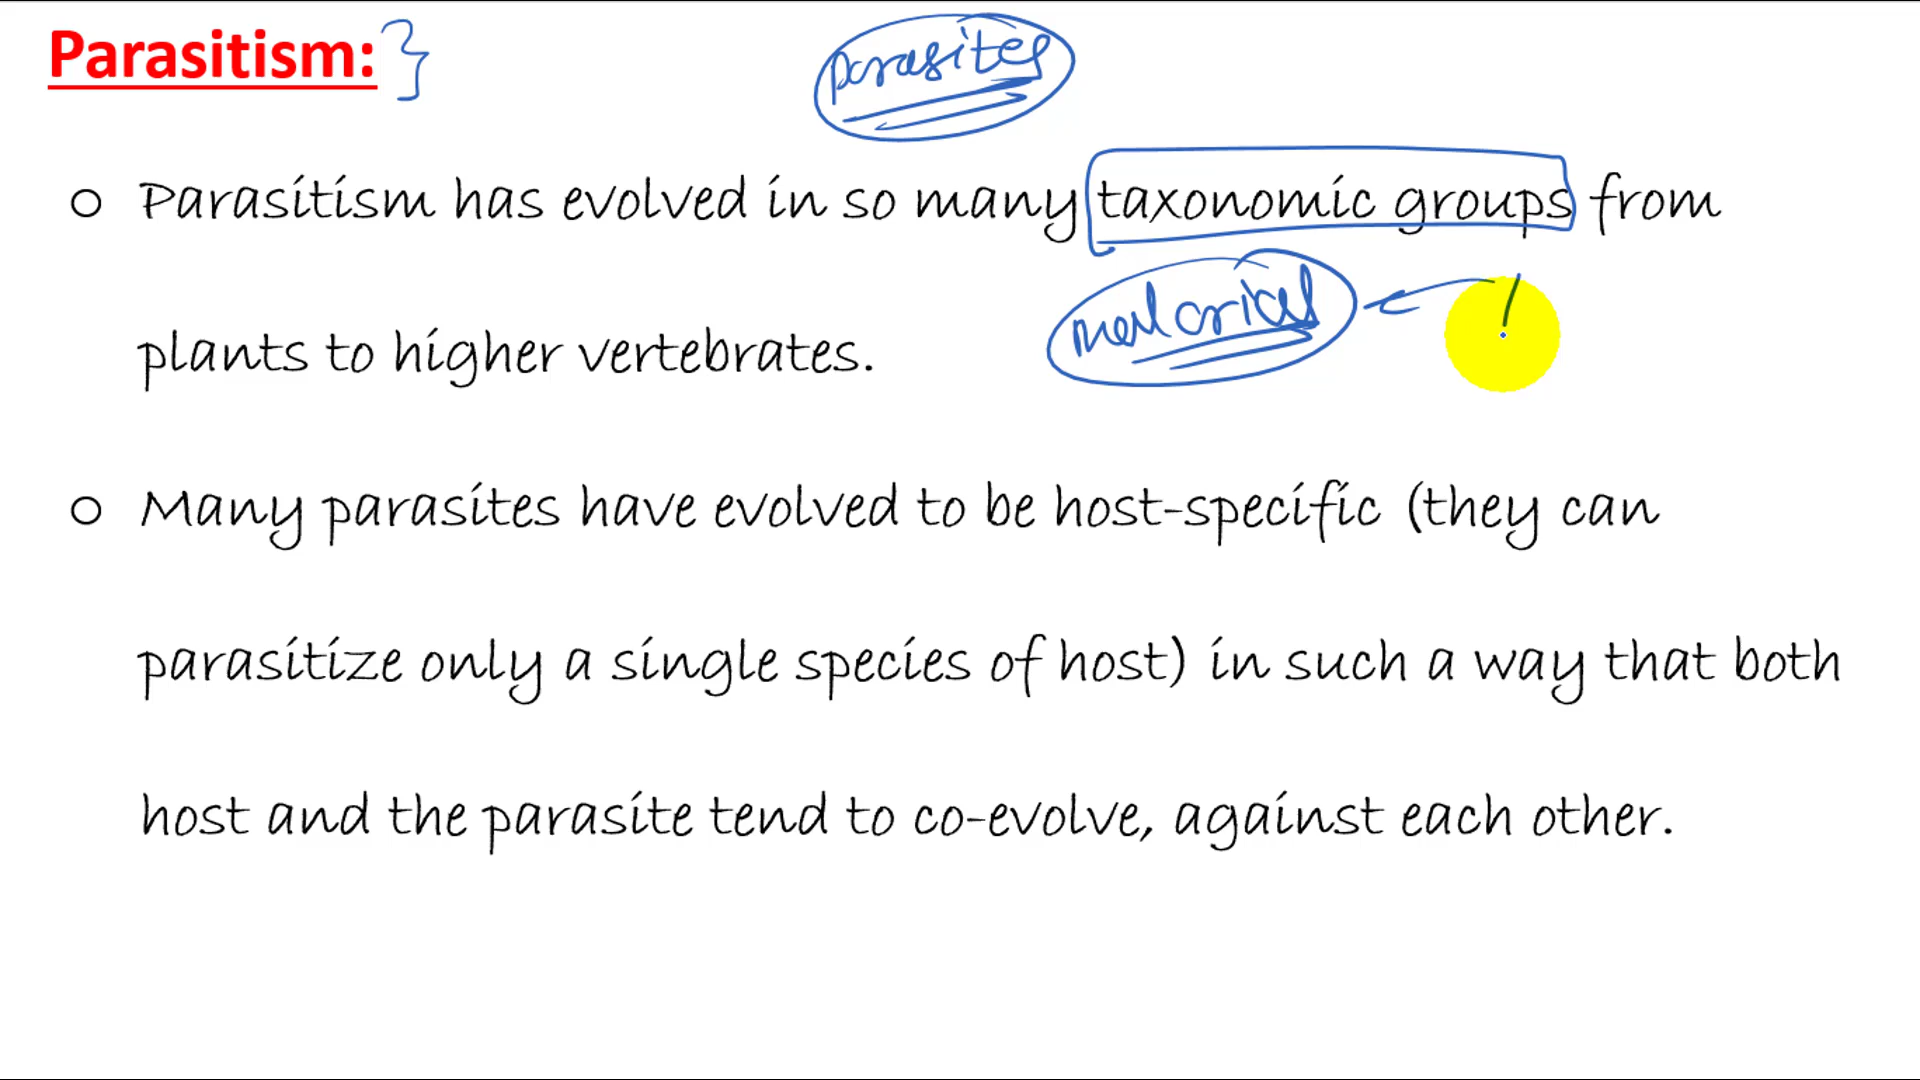 Parasitism:
parasites
Parasitism has evolved in so many taxonomic groups from
malarial
plants to higher vertebrates.
Many parasites have evolved to be host-specific (they can
parasitize only a single species of host) in such a way that both
host and the parasite tend to co-evolve, against each other.